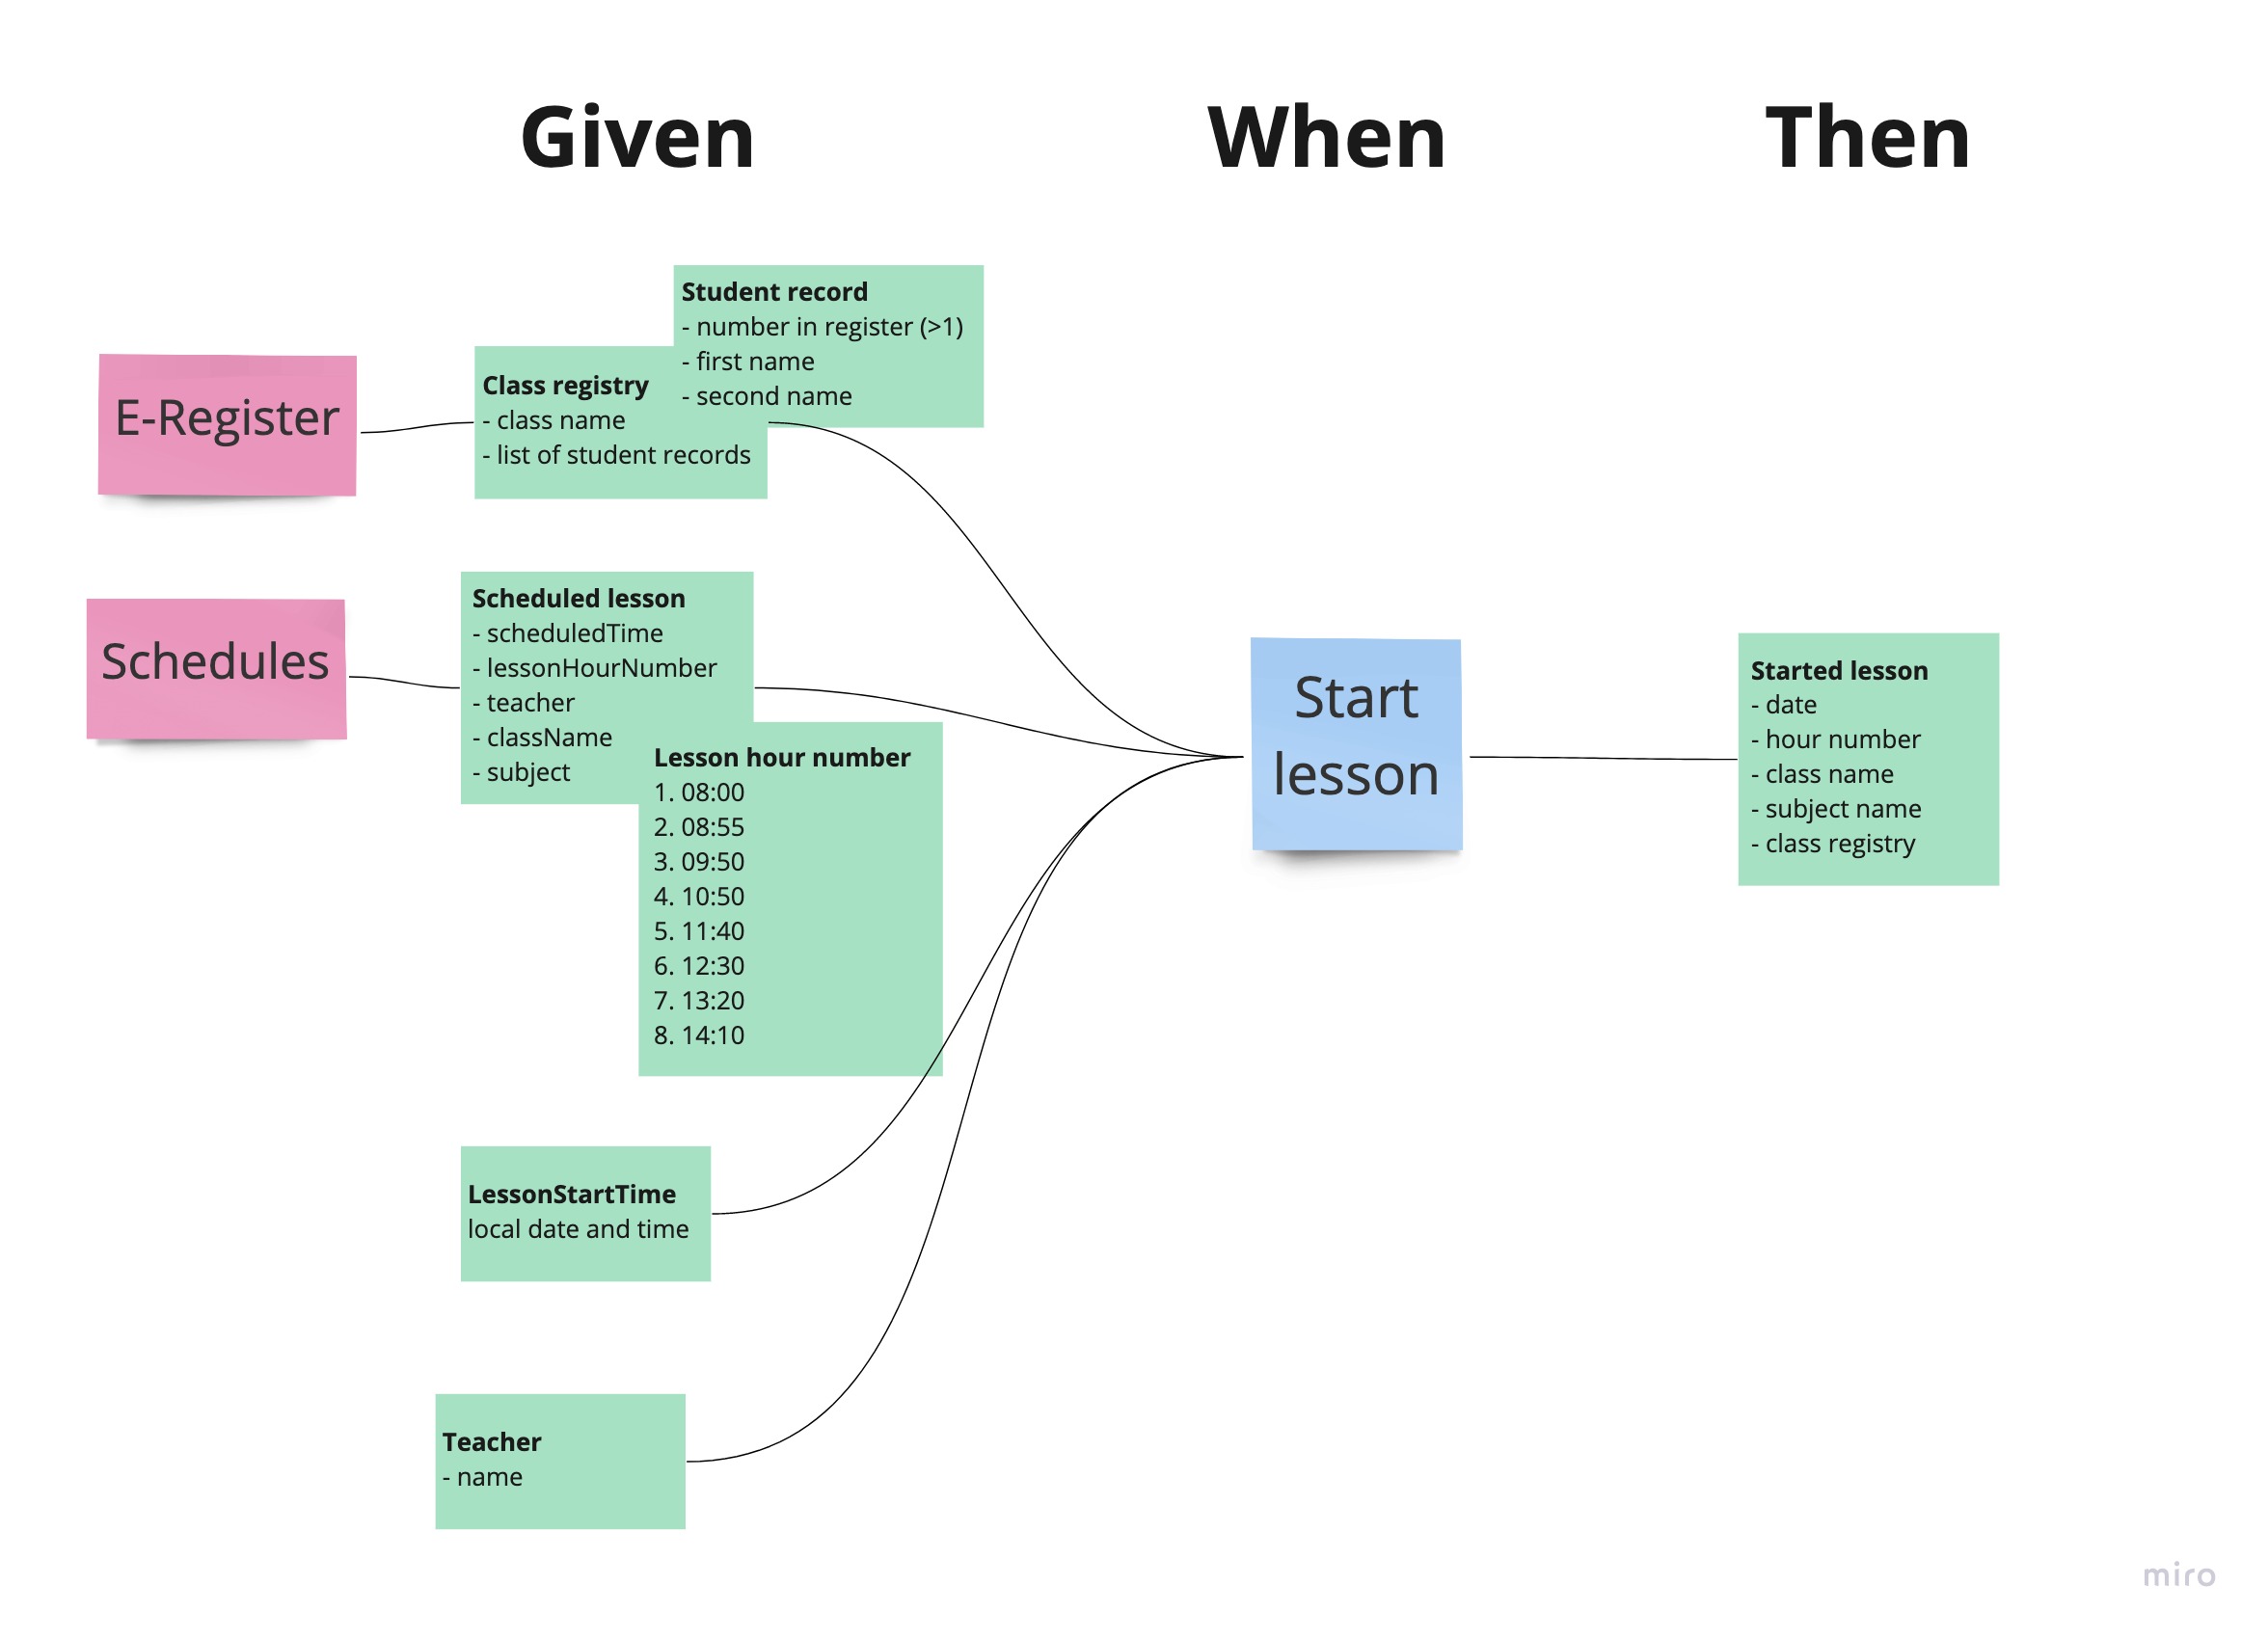 Given
When
Then
E-Register
Class registry
- class name
- list of student records
Student record
- number in register (>1)
- first name
- second name
Schedules
Scheduled lesson
- scheduledTime
- lessonHourNumber
- teacher
- className
- subject
Lesson hour number
1. 08:00
2. 08:55
3. 09:50
4. 10:50
5. 11:40
6. 12:30
7. 13:20
8. 14:10
LessonStartTime
local date and time
Teacher
- name
Start
lesson
Started lesson
- date
- hour number
- class name
- subject name
- class registry
miro